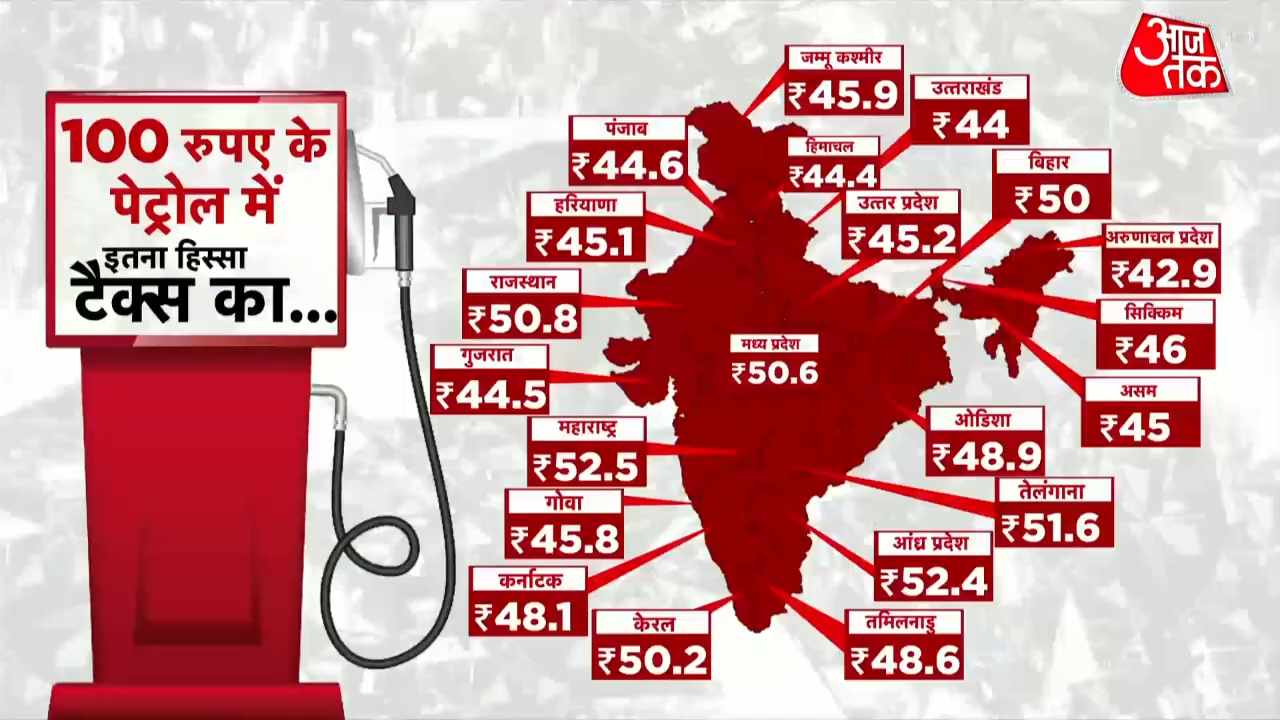 आज
तक
100 रुपए के
पेट्रोल में
इतना हिस्सा
टैक्स का...
जम्मू कश्मीर
₹45.9
उत्तराखंड
₹44
पंजाब
₹44.6
हिमाचल
₹44.4
बिहार
₹50
हरियाणा
₹45.1
उत्तर प्रदेश
₹45.2
अरुणाचल प्रदेश
₹42.9
राजस्थान
₹50.8
सिक्किम
₹46
मध्य प्रदेश
₹50.6
गुजरात
₹44.5
असम
₹45
महाराष्ट्र
₹52.5
ओडिशा
₹48.9
तेलंगाना
₹51.6
गोवा
₹45.8
आंध्र प्रदेश
₹52.4
कर्नाटक
₹48.1
केरल
₹50.2
तमिलनाडु
₹48.6